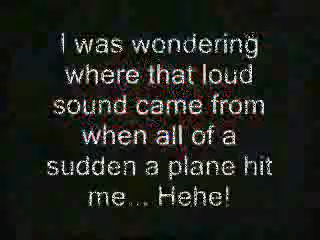 I was wondering
where that loud
sound came from
when all of a
sudden a plane hit
me... Hehe!